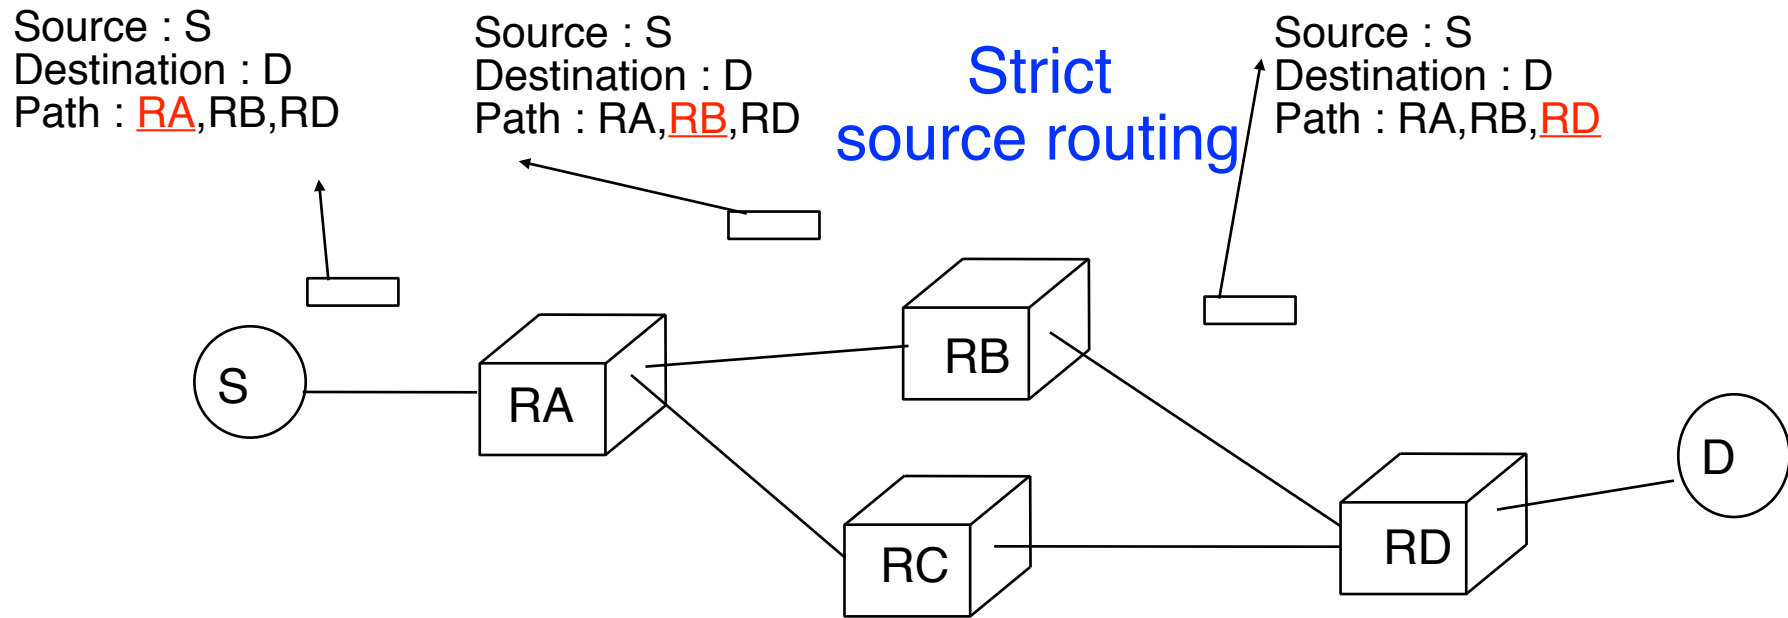 Source : S
Destination : D
Path : RA,RB,RD
Source : S
Destination : D
Path : RA,RB,RD
Strict
source routing
Source : S
Destination : D
Path : RA,RB,RD
S
RA
RB
RC
RD
D